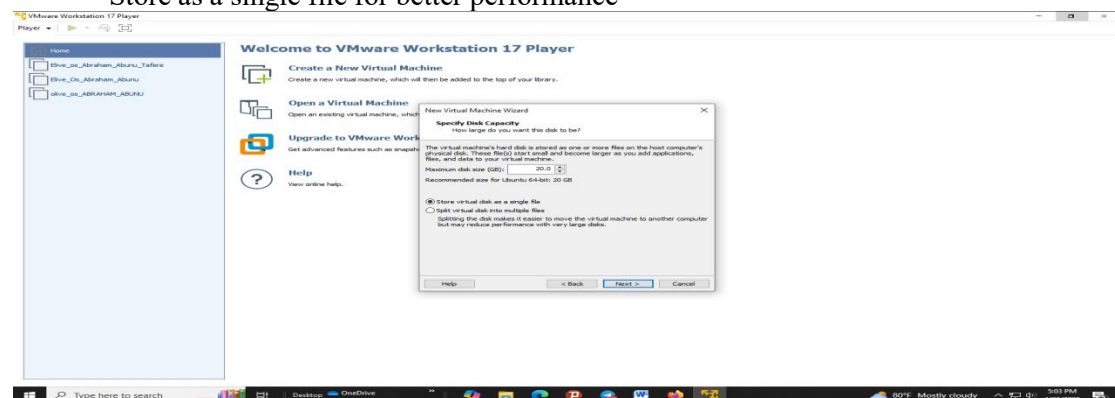 Store as a single file for better performance
VMware Workstation 17 Player
Player
Home
Elive_os_Abraham_Abunu_Tafere
Elive_Os_Abraham_Abunu
olive_os_ABRAHAM_ABUNU
Welcome to VMware Workstation 17 Player
Create a New Virtual Machine
Create a new virtual machine, which will then be added to the top of your library.
Open a Virtual Machine
Open an existing virtual machine, which
Upgrade to VMware Work
Get advanced features such as snapsh
Help
View online help.
New Virtual Machine Wizard
Specify Disk Capacity
How large do you want this disk to be?
The virtual machine's hard disk is stored as one or more files on the host computer's
physical disk. These file(s) start small and become larger as you add applications,
files, and data to your virtual machine.
Maximum disk size (GB): 20.0
Recommended size for Ubuntu 64-bit: 20 GB
Store virtual disk as a single file
Split virtual disk into multiple files
Splitting the disk makes it easier to move the virtual machine to another computer
but may reduce performance with very large disks.
Help < Back Next > Cancel
Type here to search Desktop OneDrive 80°F Mostly cloudy 5:03 PM